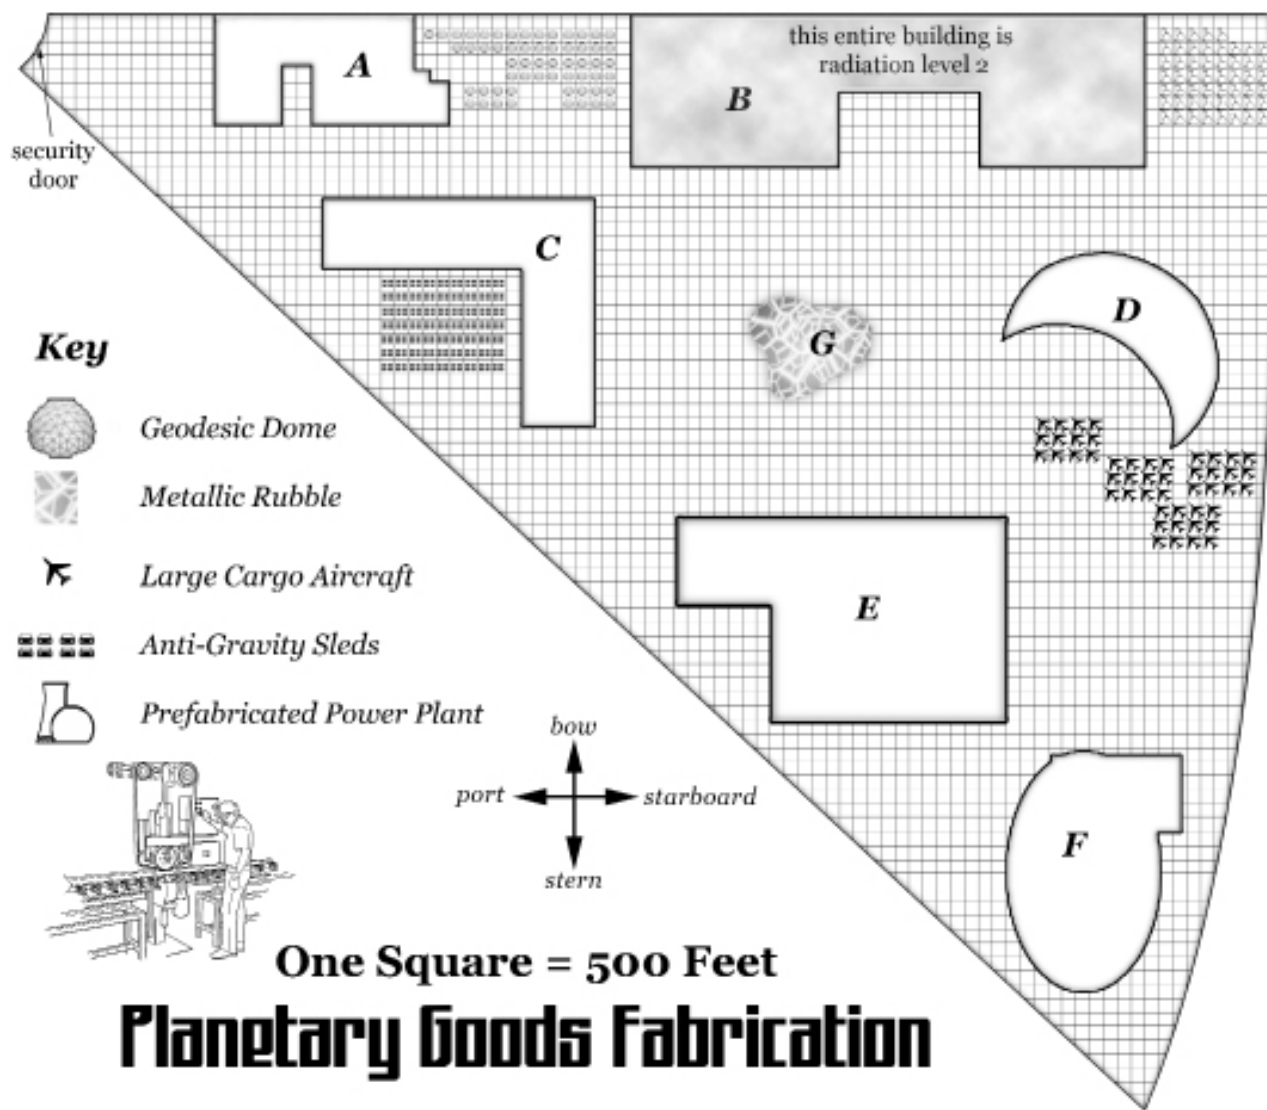 this entire building is
radiation level 2
A
B
security
door
C
D
G
Key
Geodesic Dome
Metallic Rubble
Large Cargo Aircraft
E
Anti-Gravity Sleds
Prefabricated Power Plant
bow
port
starboard
stern
F
One Square = 500 Feet
Planetary Goods Fabrication